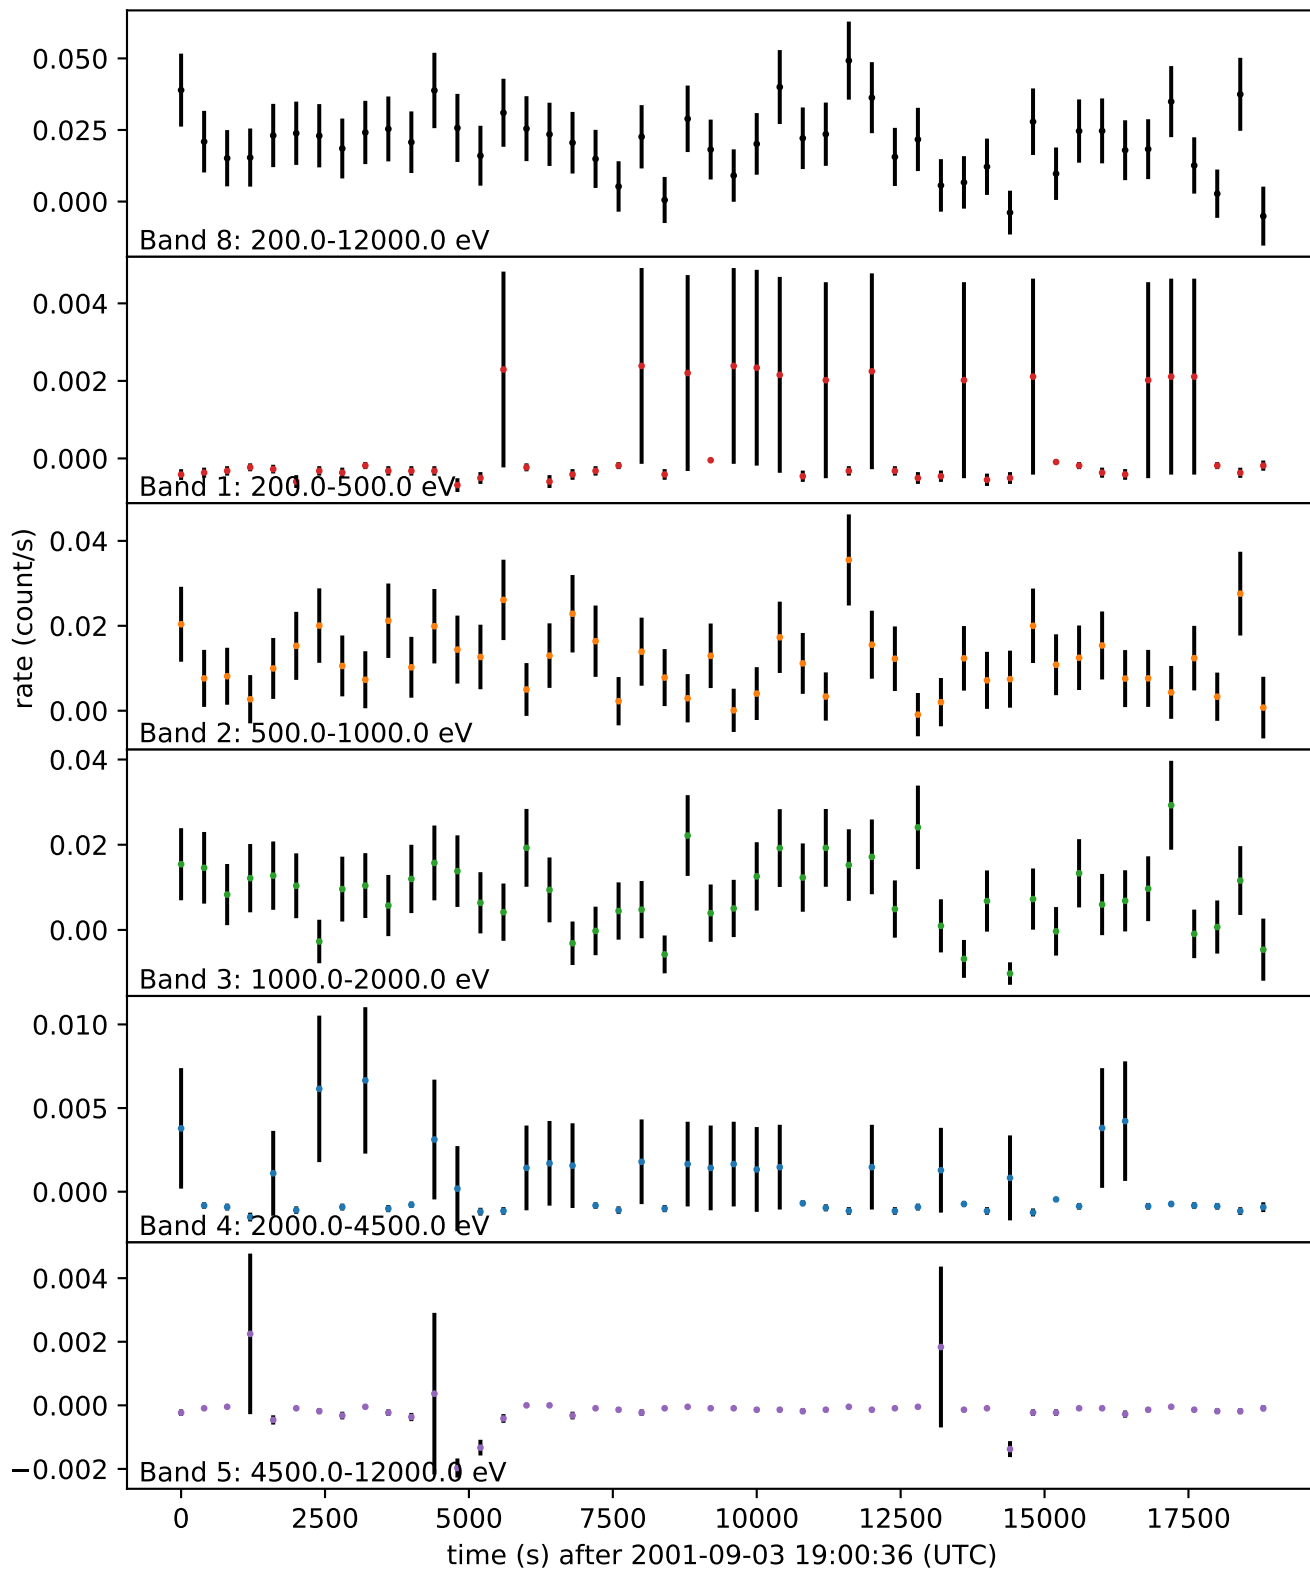 0.050
0.025
0.000
Band 8: 200.0-12000.0 eV
0.004
0.002
0.000
Band 1: 200.0-500.0 eV
rate (count/s)
0.04
0.02
0.00
Band 2: 500.0-1000.0 eV
0.04
0.02
0.00
Band 3: 1000.0-2000.0 eV
0.010
0.005
0.000
Band 4: 2000.0-4500.0 eV
0.004
0.002
0.000
−0.002
Band 5: 4500.0-12000.0 eV
0 2500 5000 7500 10000 12500 15000 17500
time (s) after 2001-09-03 19:00:36 (UTC)